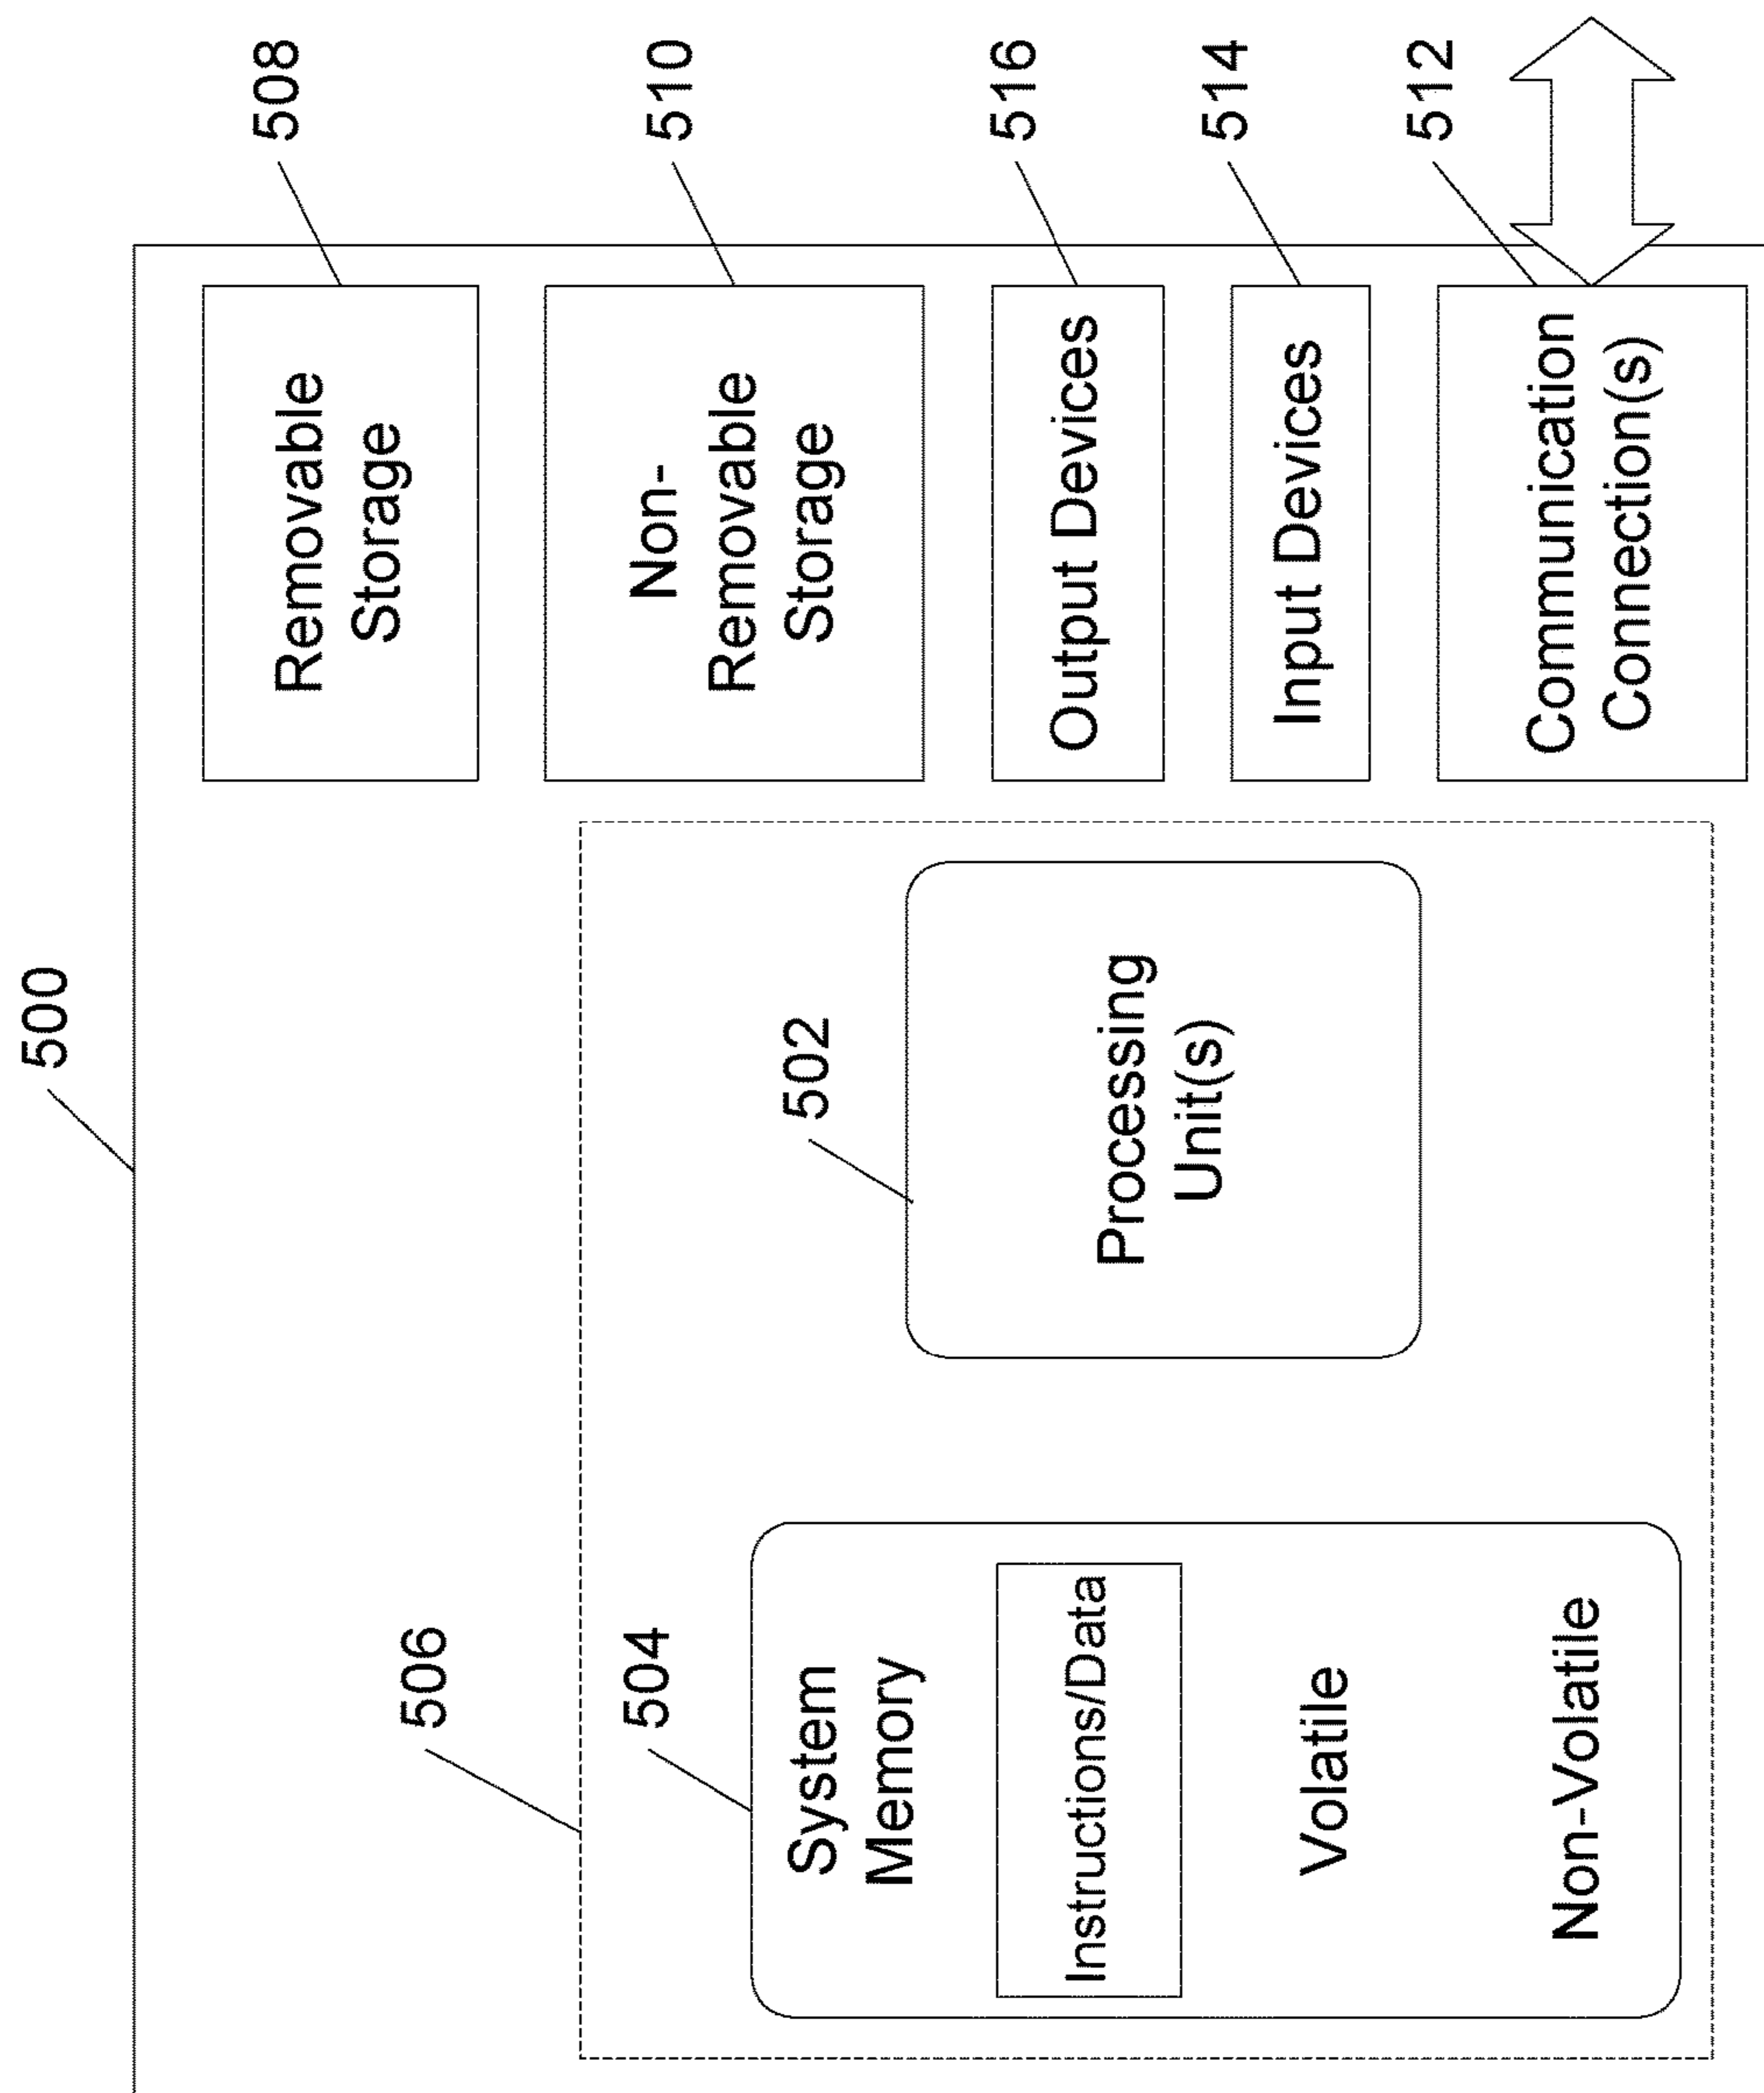 500
506
504
System
Memory
Instructions/Data
Volatile
Non-Volatile
502
Processing
Unit(s)
Removable
Storage
508
Non-
Removable
Storage
510
Output Devices
516
Input Devices
514
Communication
Connection(s)
512